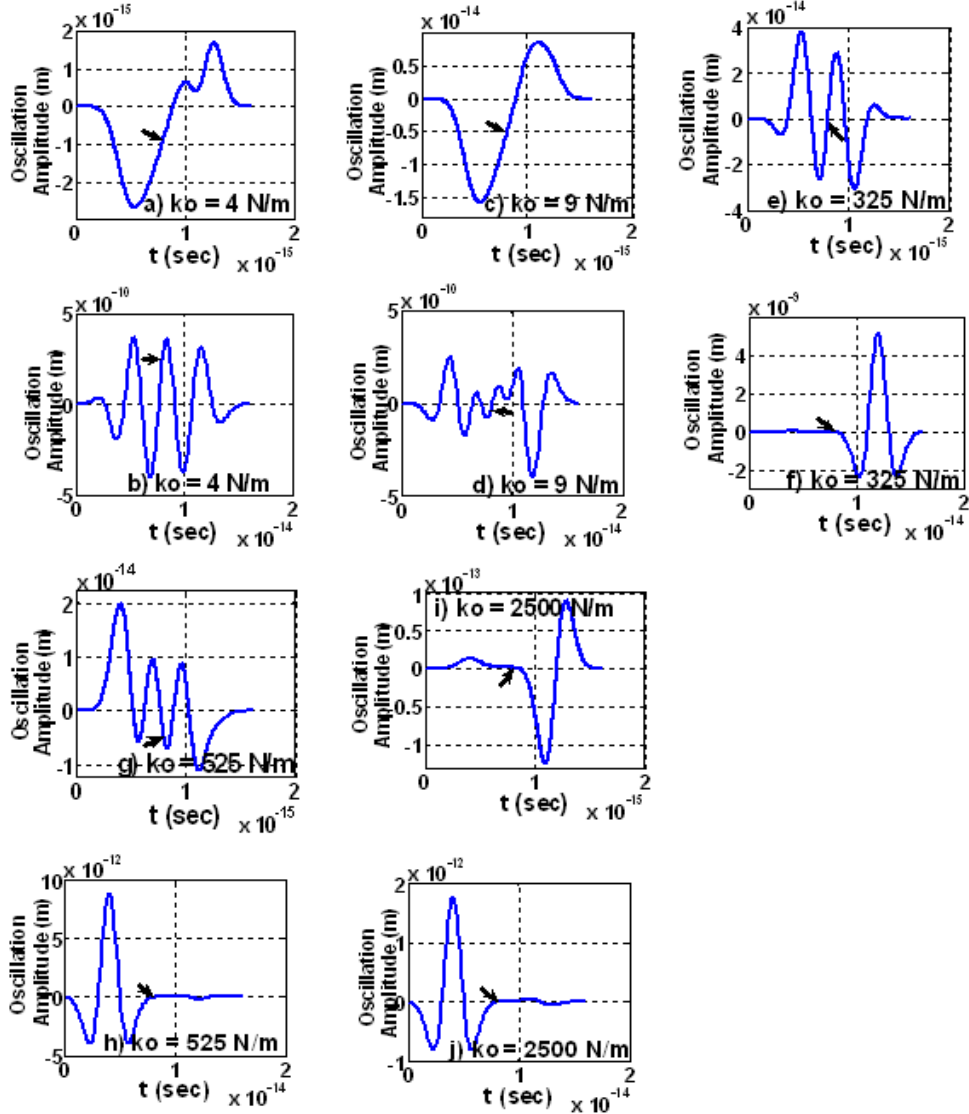 x 10⁻¹⁵
2
1
0
-1
-2
Oscillation
Amplitude (m)
a) ko = 4 N/m
0 1 2
t (sec) x 10⁻¹⁵
x 10⁻¹⁴
0.5
0
-0.5
-1
-1.5
Oscillation
Amplitude (m)
c) ko = 9 N/m
0 1 2
t (sec) x 10⁻¹⁵
x 10⁻¹⁴
4
2
0
-2
-4
Oscillation
Amplitude (m)
e) ko = 325 N/m
0 1 2
t (sec) x 10⁻¹⁵
x 10⁻¹⁰
5
0
-5
Oscillation
Amplitude (m)
b) ko = 4 N/m
0 1 2
t (sec) x 10⁻¹⁴
x 10⁻¹⁰
5
0
-5
Oscillation
Amplitude (m)
d) ko = 9 N/m
0 1 2
t (sec) x 10⁻¹⁴
x 10⁻⁹
4
2
0
-2
Oscillation
Amplitude (m)
f) ko = 325 N/m
0 1 2
t (sec) x 10⁻¹⁴
x 10⁻¹⁴
2
1
0
-1
Oscillation
Amplitude (m)
g) ko = 525 N/m
0 1 2
t (sec) x 10⁻¹⁵
x 10⁻¹³
1
0.5
0
-0.5
-1
Oscillation
Amplitude (m)
i) ko = 2500 N/m
0 1 2
t (sec) x 10⁻¹⁵
x 10⁻¹²
10
5
0
-5
Oscillation
Amplitude (m)
h) ko = 525 N/m
0 1 2
t (sec) x 10⁻¹⁴
x 10⁻¹²
2
1
0
-1
Oscillation
Amplitude (m)
j) ko = 2500 N/m
0 1 2
t (sec) x 10⁻¹⁴